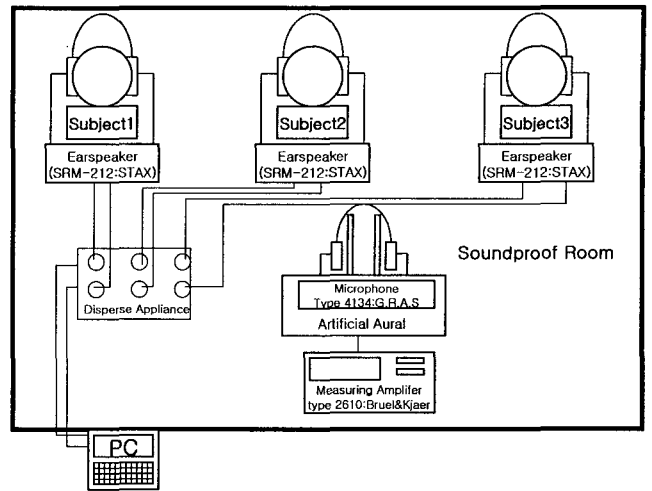 Subject1
Subject2
Subject3
Earspeaker
(SRM-212:STAX)
Earspeaker
(SRM-212:STAX)
Earspeaker
(SRM-212:STAX)
Soundproof Room
Disperse Appliance
Microphone
Type 4134:G.R.A.S
Artificial Aural
Measuring Amplifer
type 2610:Bruel&Kjaer
PC